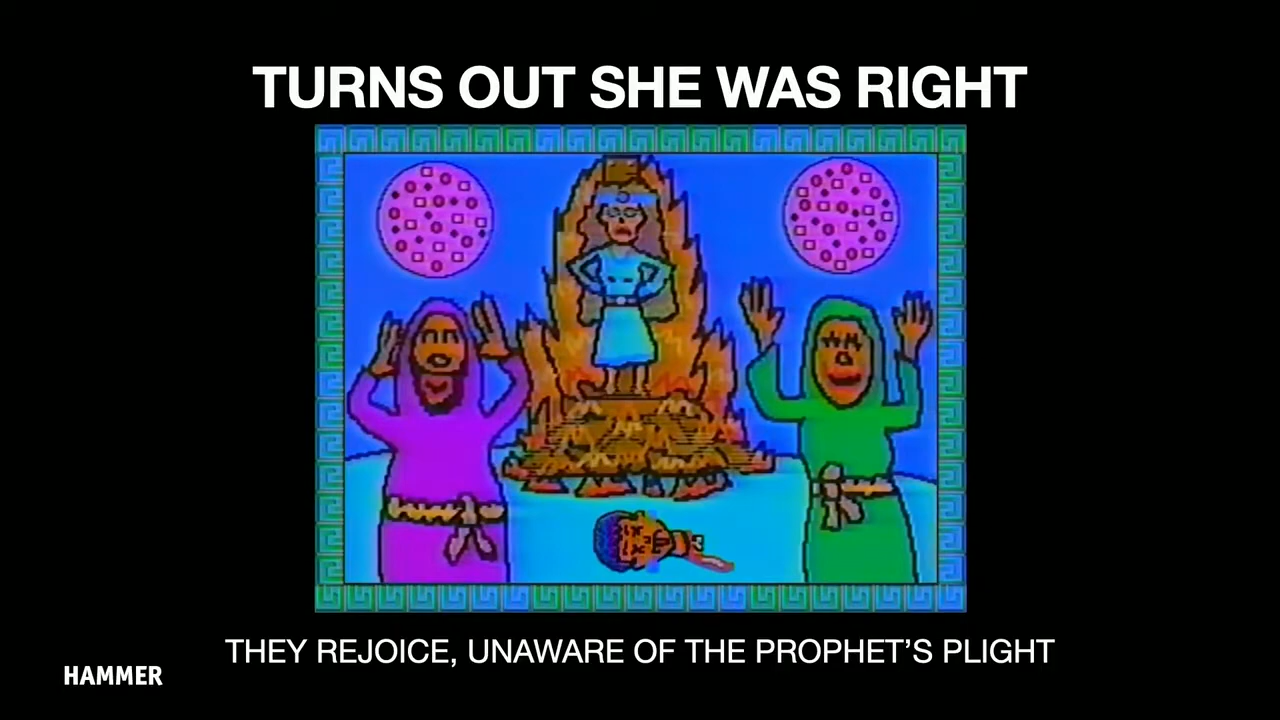 TURNS OUT SHE WAS RIGHT
THEY REJOICE, UNAWARE OF THE PROPHET’S PLIGHT
HAMMER